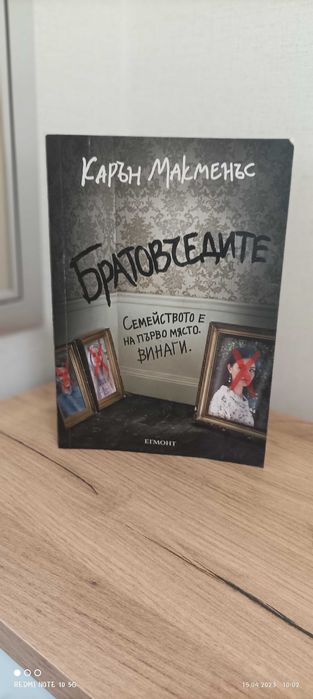 Карън Макменъс
Братовчедите
Семейството е
на първо място.
Винаги.
ЕГМОНТ
REDMI NOTE 10 5G
15.04.2023 10:02